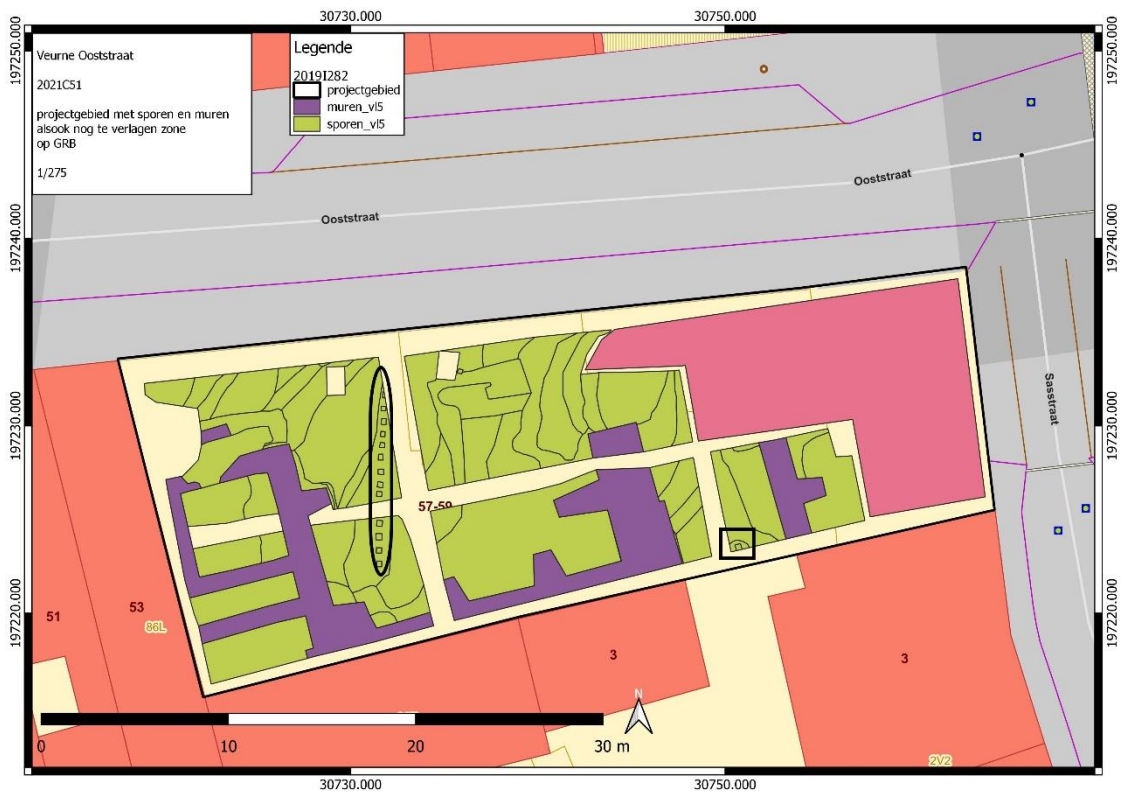 30730.000
30750.000
197250.000
197250.000
Veurne Ooststraat
2021C51
projectgebied met sporen en muren
alsook nog te verlagen zone
op GRB
1/275
Legende
2019I282
projectgebied
muren_vl5
sporen_vl5
Ooststraat
Ooststraat
197240.000
197240.000
Sasstraat
197230.000
197230.000
57-59
53
51
86L
197220.000
197220.000
3
3
N
0
10
20
30 m
2V2
30730.000
30750.000